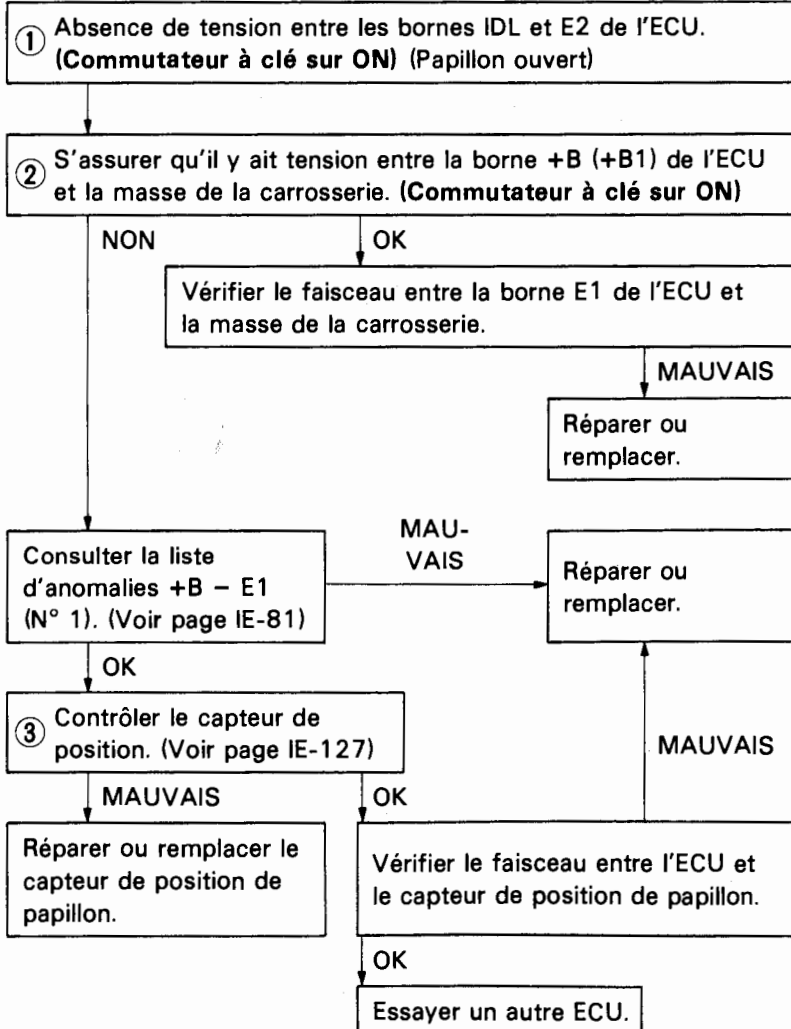 ① Absence de tension entre les bornes IDL et E2 de l'ECU.
(Commutateur à clé sur ON) (Papillon ouvert)
② S'assurer qu'il y ait tension entre la borne +B (+B1) de l'ECU
et la masse de la carrosserie. (Commutateur à clé sur ON)
NON
OK
Vérifier le faisceau entre la borne E1 de l'ECU et
la masse de la carrosserie.
MAUVAIS
Réparer ou
remplacer.
Consulter la liste
d'anomalies +B – E1
(N° 1). (Voir page IE-81)
MAU-
VAIS
Réparer ou
remplacer.
OK
③ Contrôler le capteur de
position. (Voir page IE-127)
MAUVAIS
OK
MAUVAIS
Réparer ou remplacer le
capteur de position de
papillon.
Vérifier le faisceau entre l'ECU et
le capteur de position de papillon.
OK
Essayer un autre ECU.